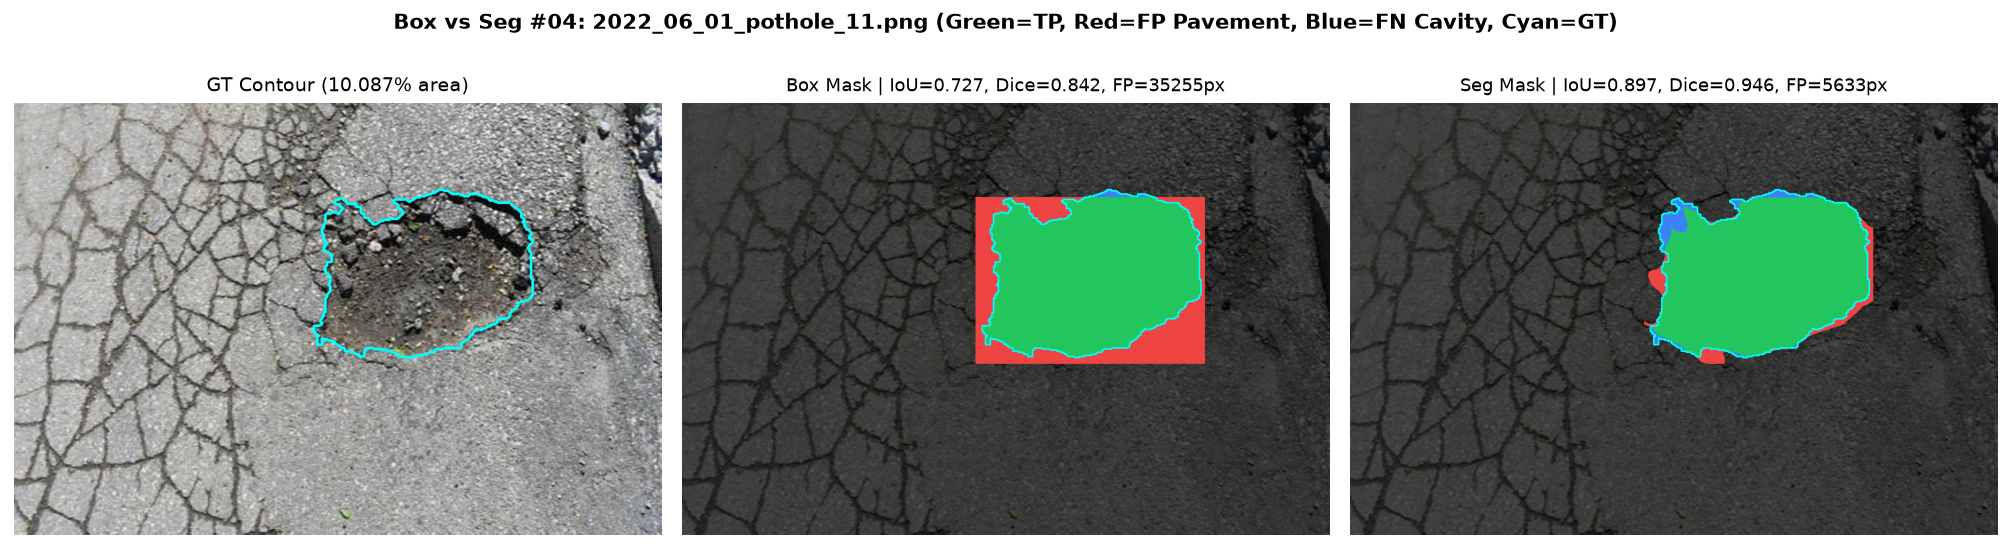 Box vs Seg #04: 2022_06_01_pothole_11.png (Green=TP, Red=FP Pavement, Blue=FN Cavity, Cyan=GT)
GT Contour (10.087% area)
Box Mask | IoU=0.727, Dice=0.842, FP=35255px
Seg Mask | IoU=0.897, Dice=0.946, FP=5633px